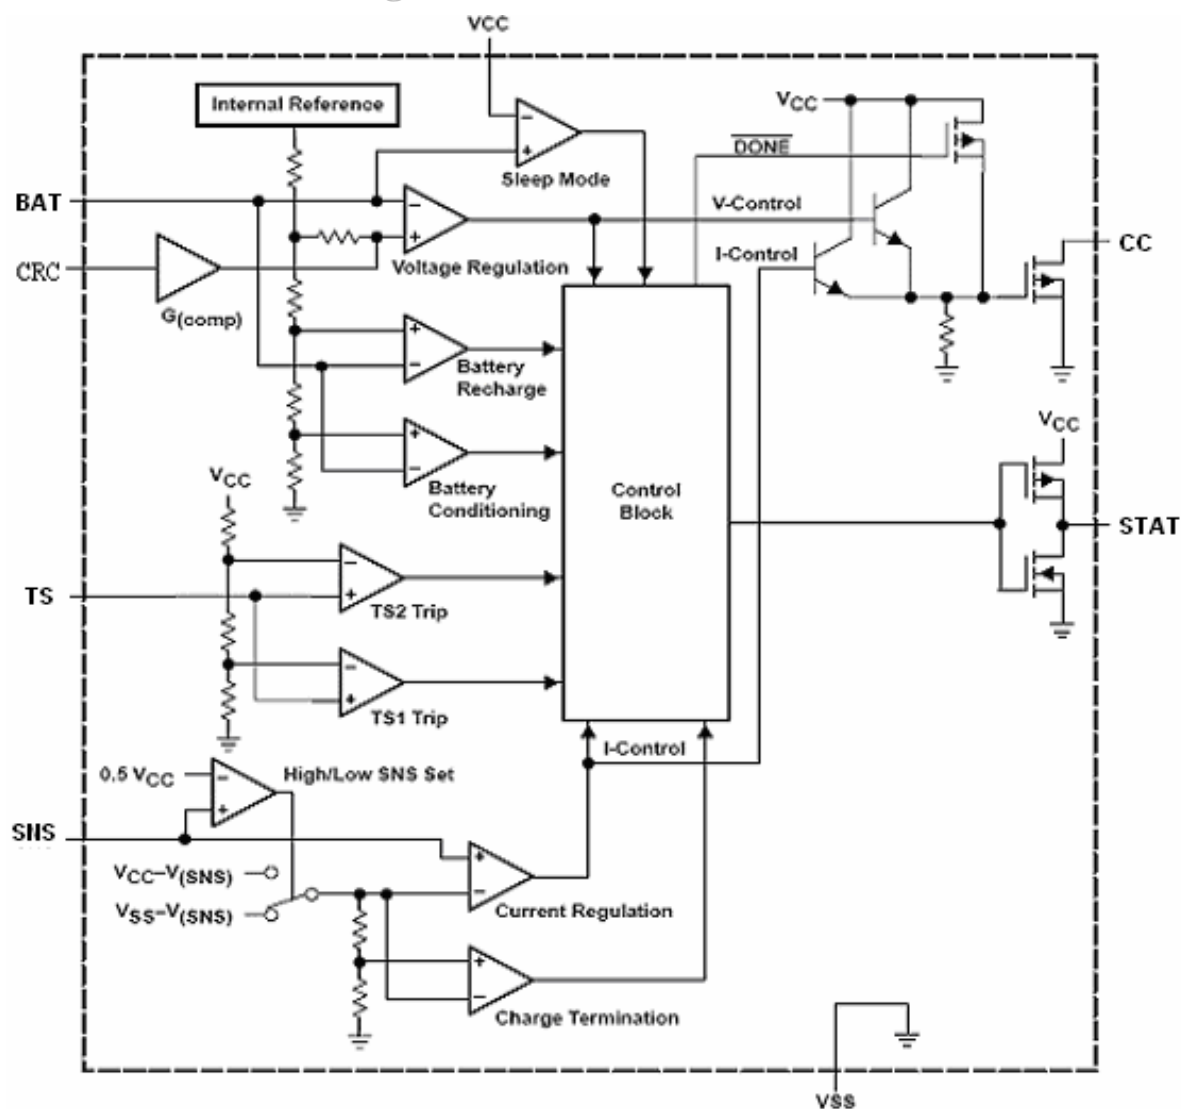 VCC
Internal Reference
VCC
DONE
Sleep Mode
BAT
V-Control
CC
CRC
I-Control
Voltage Regulation
G(comp)
Battery
Recharge
VCC
VCC
Battery
Conditioning
Control
Block
STAT
TS
TS2 Trip
TS1 Trip
I-Control
0.5 VCC
High/Low SNS Set
SNS
VCC–V(SNS)
VSS–V(SNS)
Current Regulation
Charge Termination
VSS